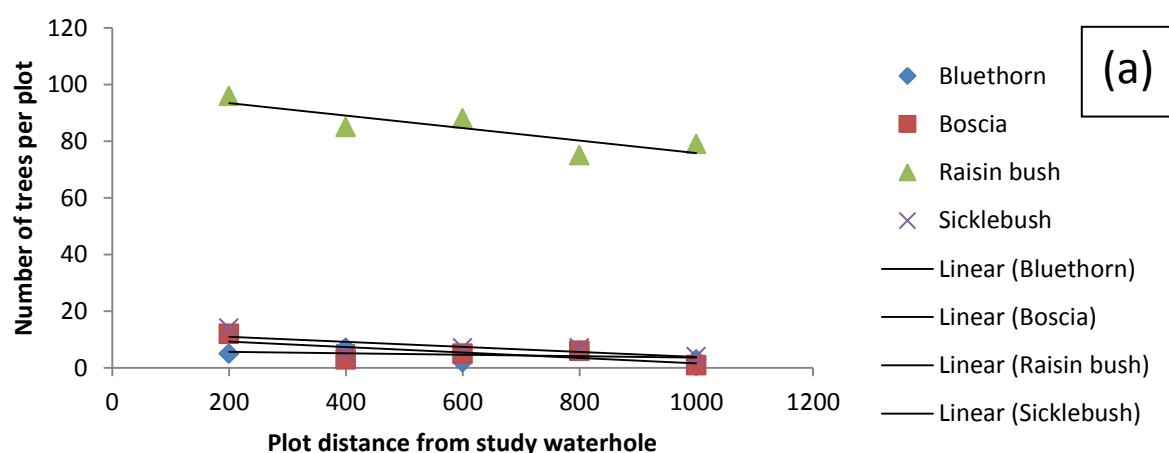 120
100
80
60
40
20
0
Number of trees per plot
0 200 400 600 800 1000 1200
Plot distance from study waterhole
(a)
Bluethorn
Boscia
Raisin bush
Sicklebush
Linear (Bluethorn)
Linear (Boscia)
Linear (Raisin bush)
Linear (Sicklebush)